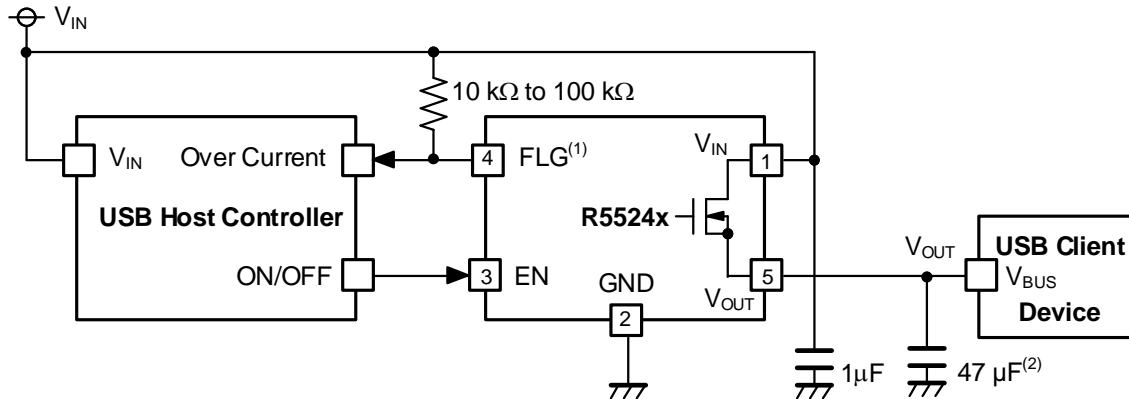 V_IN
10 kΩ to 100 kΩ
V_IN
Over Current
4
FLG(1)
V_IN
1
USB Host Controller
R5524x
ON/OFF
3
EN
GND
2
V_OUT
5
V_OUT
USB Client
V_BUS
Device
1μF
47 μF(2)